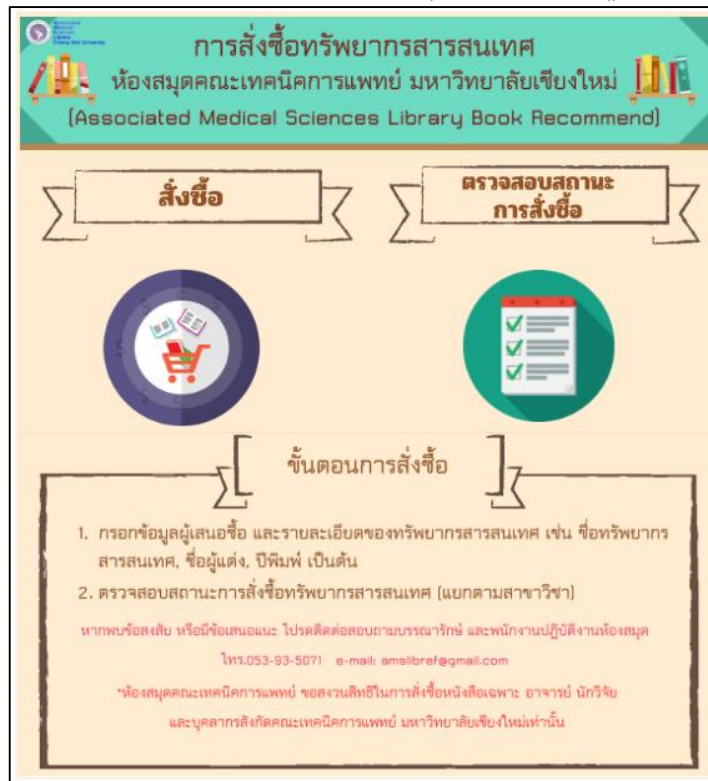 การสั่งซื้อทรัพยากรสารสนเทศ
ห้องสมุดคณะเทคนิคการแพทย์ มหาวิทยาลัยเชียงใหม่
(Associated Medical Sciences Library Book Recommend)
สั่งซื้อ
ตรวจสอบสถานะ
การสั่งซื้อ
ขั้นตอนการสั่งซื้อ
1. กรอกข้อมูลผู้เสนอซื้อ และรายละเอียดของทรัพยากรสารสนเทศ เช่น ชื่อทรัพยากร
สารสนเทศ, ชื่อผู้แต่ง, ปีพิมพ์ เป็นต้น
2. ตรวจสอบสถานะการสั่งซื้อทรัพยากรสารสนเทศ (แยกตามสาขาวิชา)
หากพบข้อสงสัย หรือมีข้อเสนอแนะ โปรดติดต่อสอบถามบรรณารักษ์ และพนักงานปฏิบัติงานห้องสมุด
โทร.053-93-5071 e-mail: amslibref@gmail.com
*ห้องสมุดคณะเทคนิคการแพทย์ ขอสงวนสิทธิในการสั่งซื้อหนังสือเฉพาะ อาจารย์ นักวิจัย
และบุคลากรสังกัดคณะเทคนิคการแพทย์ มหาวิทยาลัยเชียงใหม่เท่านั้น